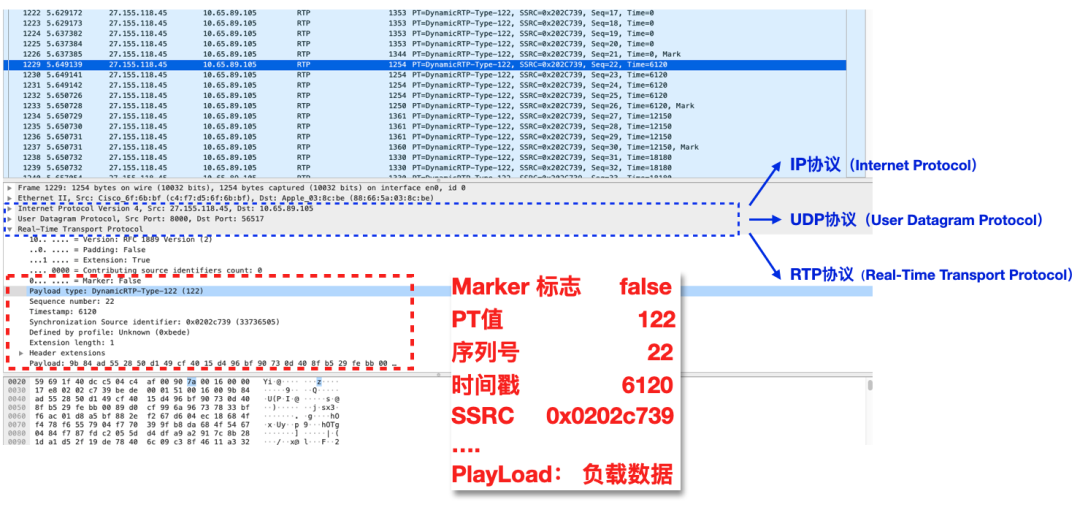 1222 5.629172 27.155.118.45 10.65.89.105 RTP 1353 PT=DynamicRTP-Type-122, SSRC=0x202C739, Seq=17, Time=0
1223 5.629173 27.155.118.45 10.65.89.105 RTP 1353 PT=DynamicRTP-Type-122, SSRC=0x202C739, Seq=18, Time=0
1224 5.637382 27.155.118.45 10.65.89.105 RTP 1353 PT=DynamicRTP-Type-122, SSRC=0x202C739, Seq=19, Time=0
1225 5.637384 27.155.118.45 10.65.89.105 RTP 1353 PT=DynamicRTP-Type-122, SSRC=0x202C739, Seq=20, Time=0
1226 5.637385 27.155.118.45 10.65.89.105 RTP 1344 PT=DynamicRTP-Type-122, SSRC=0x202C739, Seq=21, Time=0, Mark
1229 5.649139 27.155.118.45 10.65.89.105 RTP 1254 PT=DynamicRTP-Type-122, SSRC=0x202C739, Seq=22, Time=6120
1230 5.649141 27.155.118.45 10.65.89.105 RTP 1254 PT=DynamicRTP-Type-122, SSRC=0x202C739, Seq=23, Time=6120
1231 5.649142 27.155.118.45 10.65.89.105 RTP 1254 PT=DynamicRTP-Type-122, SSRC=0x202C739, Seq=24, Time=6120
1232 5.650726 27.155.118.45 10.65.89.105 RTP 1254 PT=DynamicRTP-Type-122, SSRC=0x202C739, Seq=25, Time=6120
1233 5.650728 27.155.118.45 10.65.89.105 RTP 1250 PT=DynamicRTP-Type-122, SSRC=0x202C739, Seq=26, Time=6120, Mark
1234 5.650729 27.155.118.45 10.65.89.105 RTP 1361 PT=DynamicRTP-Type-122, SSRC=0x202C739, Seq=27, Time=12150
1235 5.650730 27.155.118.45 10.65.89.105 RTP 1361 PT=DynamicRTP-Type-122, SSRC=0x202C739, Seq=28, Time=12150
1236 5.650731 27.155.118.45 10.65.89.105 RTP 1361 PT=DynamicRTP-Type-122, SSRC=0x202C739, Seq=29, Time=12150
1237 5.650731 27.155.118.45 10.65.89.105 RTP 1360 PT=DynamicRTP-Type-122, SSRC=0x202C739, Seq=30, Time=12150, Mark
1238 5.650732 27.155.118.45 10.65.89.105 RTP 1330 PT=DynamicRTP-Type-122, SSRC=0x202C739, Seq=31, Time=18180
1239 5.650732 27.155.118.45 10.65.89.105 RTP 1330 PT=DynamicRTP-Type-122, SSRC=0x202C739, Seq=32, Time=18180
Frame 1229: 1254 bytes on wire (10032 bits), 1254 bytes captured (10032 bits) on interface en0, id 0
Ethernet II, Src: Cisco_6f:6b:bf (c4:f7:d5:6f:6b:bf), Dst: Apple_03:8c:be (88:66:5a:03:8c:be)
Internet Protocol Version 4, Src: 27.155.118.45, Dst: 10.65.89.105
User Datagram Protocol, Src Port: 8000, Dst Port: 56517
Real-Time Transport Protocol
10.. .... = Version: RFC 1889 Version (2)
..0. .... = Padding: False
...1 .... = Extension: True
.... 0000 = Contributing source identifiers count: 0
0... .... = Marker: False
Payload type: DynamicRTP-Type-122 (122)
Sequence number: 22
Timestamp: 6120
Synchronization Source identifier: 0x0202c739 (33736505)
Defined by profile: Unknown (0xbede)
Extension length: 1
Header extensions
Payload: 9b 84 ad 55 28 50 d1 49 cf 40 15 d4 96 bf 90 73 0d 40 8f b5 29 fe bb 00 …
IP协议（Internet Protocol）
UDP协议（User Datagram Protocol）
RTP协议（Real-Time Transport Protocol）
Marker 标志 false
PT值 122
序列号 22
时间戳 6120
SSRC 0x0202c739
....
PlayLoad： 负载数据
0020 59 69 1f 40 dc c5 04 c4 af 00 90 7a 00 16 00 00
0030 17 e8 02 02 c7 39 be de 00 01 51 00 16 00 9b 84
0040 ad 55 28 50 d1 49 cf 40 15 d4 96 bf 90 73 0d 40
0050 8f b5 29 fe bb 00 89 d0 cf 99 6a 96 73 78 33 bf
0060 f6 ac 01 d8 a5 bf 88 2e f2 67 d6 04 ec 18 68 4f
0070 f4 78 f6 55 79 04 f7 70 39 9f b8 da 68 4f 54 67
0080 04 84 f7 87 fd c2 05 5d d4 df a9 a2 91 7c 8b 28
0090 1d a1 d5 2f 19 de 78 40 6c 09 c3 8f 46 11 a3 32